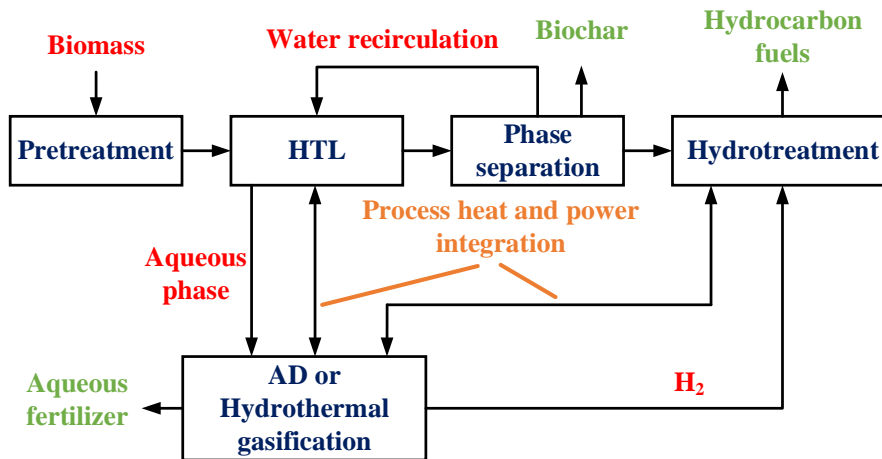 Biomass
Water recirculation
Biochar
Hydrocarbon
fuels
Pretreatment
HTL
Phase
separation
Hydrotreatment
Process heat and power
integration
Aqueous
phase
AD or
Hydrothermal
gasification
Aqueous
fertilizer
H₂